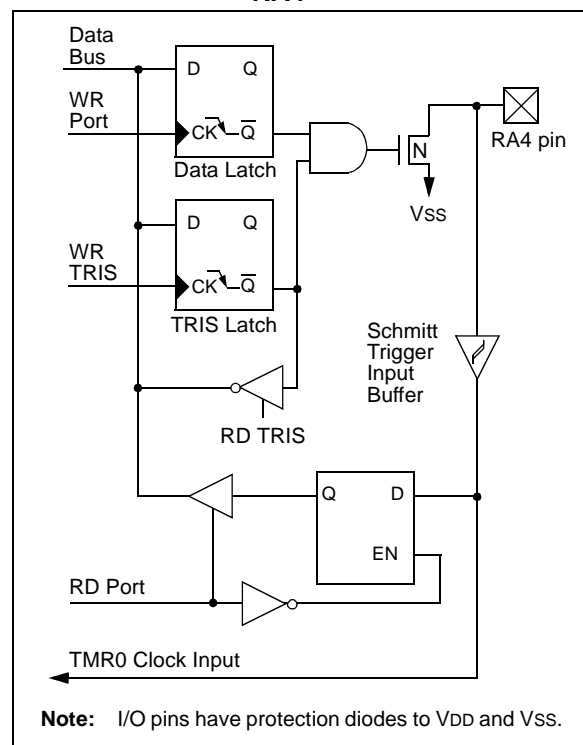 Data
Bus
D Q
WR
Port
CK Q
Data Latch
N
RA4 pin
VSS
D Q
WR
TRIS
CK Q
TRIS Latch
Schmitt
Trigger
Input
Buffer
RD TRIS
Q D
EN
RD Port
TMR0 Clock Input
Note: I/O pins have protection diodes to VDD and VSS.